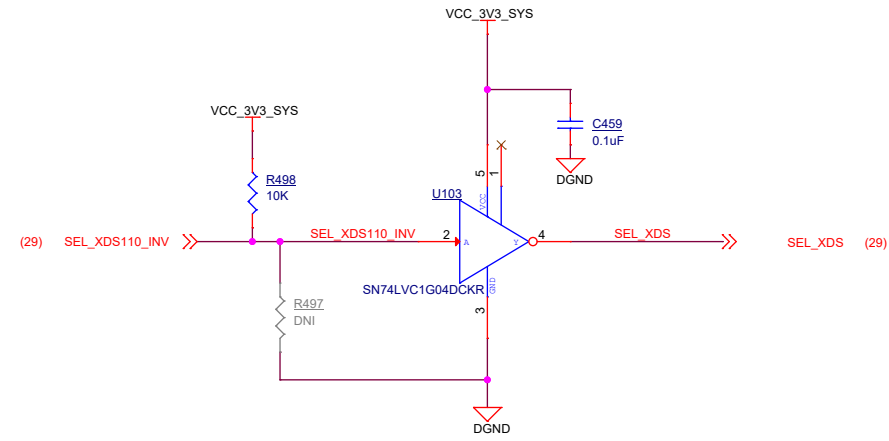 VCC_3V3_SYS
VCC_3V3_SYS
C459
0.1uF
DGND
5
1
R498
10K
U103
VCC
(29) SEL_XDS110_INV
SEL_XDS110_INV
2
A
Y
4
SEL_XDS
SEL_XDS (29)
SN74LVC1G04DCKR
GND
3
R497
DNI
DGND